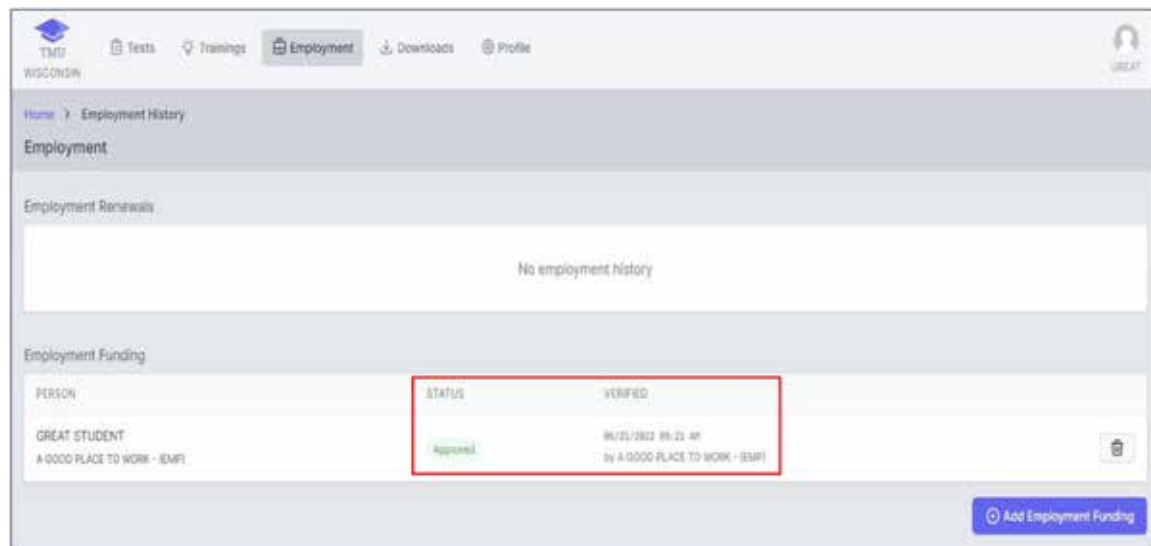 TMU
WISCONSIN
Tests Trainings Employment Downloads Profile
GREAT
Home > Employment History
Employment
Employment Renewals
No employment history
Employment Funding
PERSON STATUS VERIFIED
GREAT STUDENT
A GOOD PLACE TO WORK - (EMP)
Approved
by A GOOD PLACE TO WORK - (EMP)
Add Employment Funding